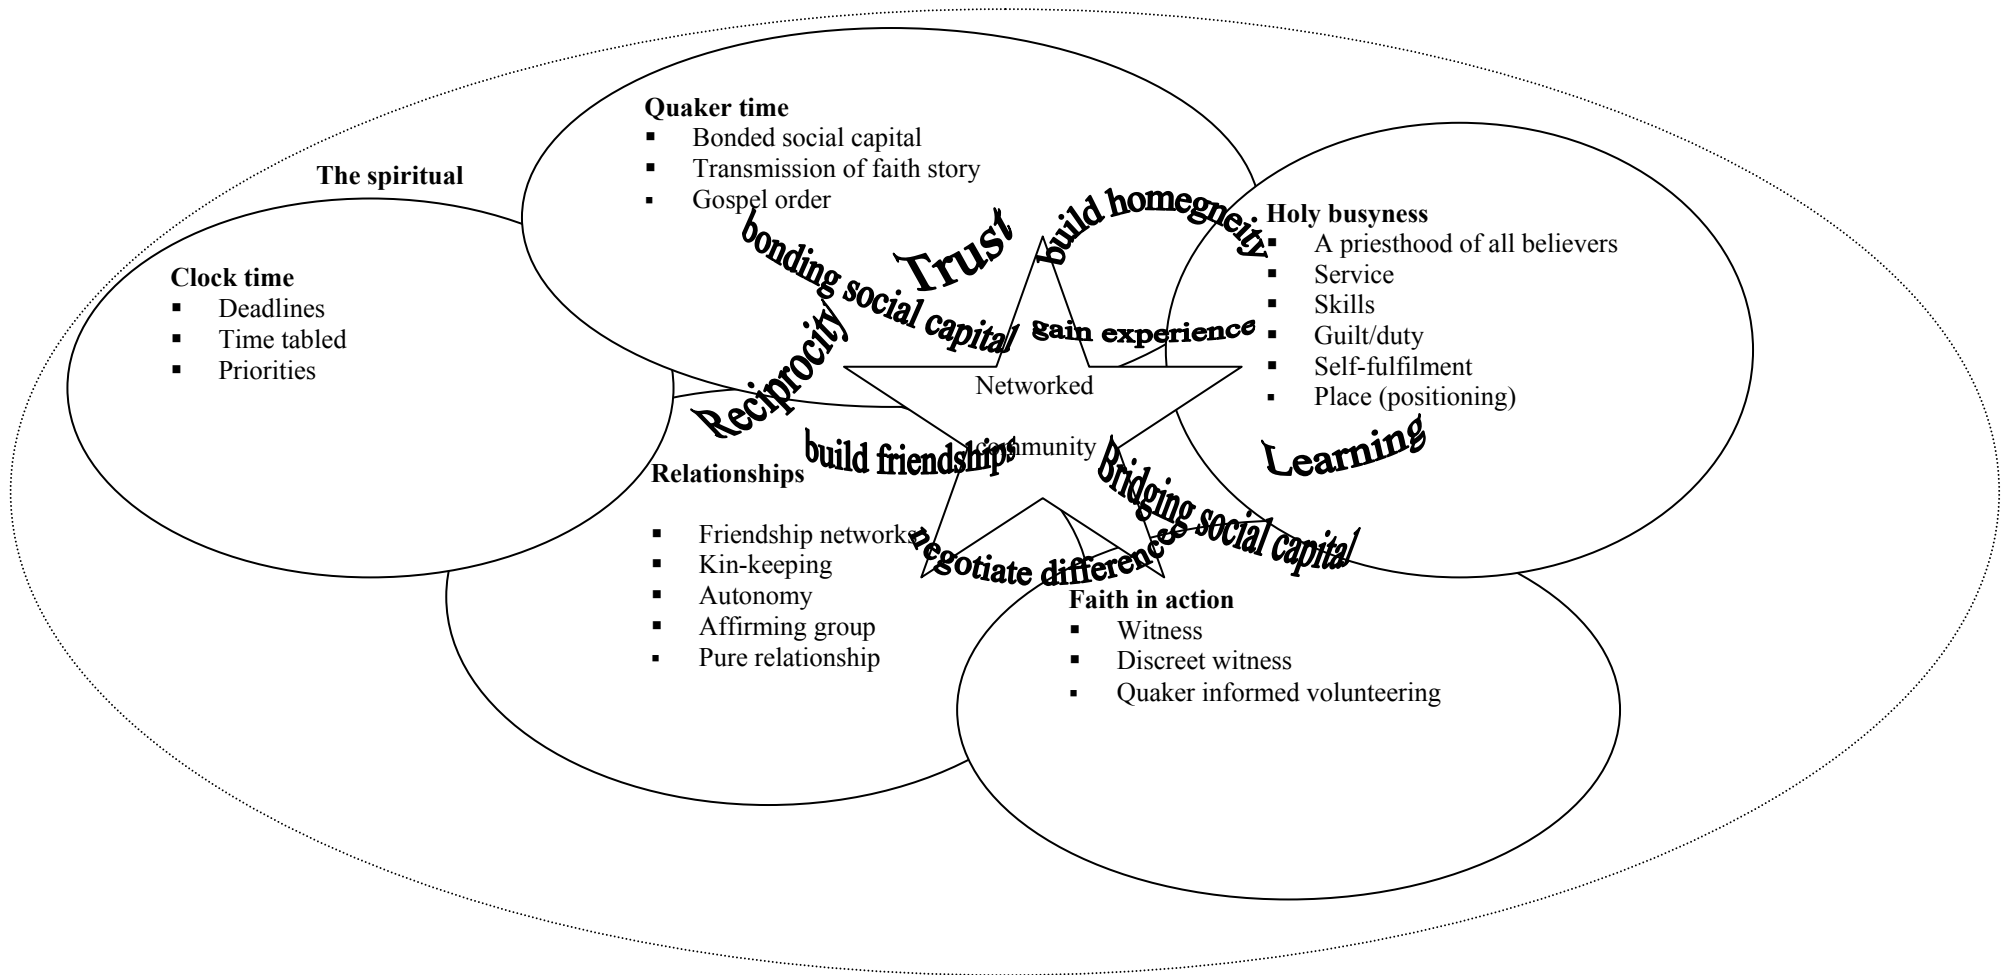 Quaker time
▪ Bonded social capital
▪ Transmission of faith story
▪ Gospel order
The spiritual
Clock time
▪ Deadlines
▪ Time tabled
▪ Priorities
bonding social capital
Trust
build homegneity
Holy busyness
▪ A priesthood of all believers
▪ Service
▪ Skills
▪ Guilt/duty
▪ Self-fulfilment
▪ Place (positioning)
gain experience
Reciprocity
Networked
community
build friendships
Learning
Bridging social capital
Relationships
▪ Friendship networks
▪ Kin-keeping
▪ Autonomy
▪ Affirming group
▪ Pure relationship
negotiate differences
Faith in action
▪ Witness
▪ Discreet witness
▪ Quaker informed volunteering